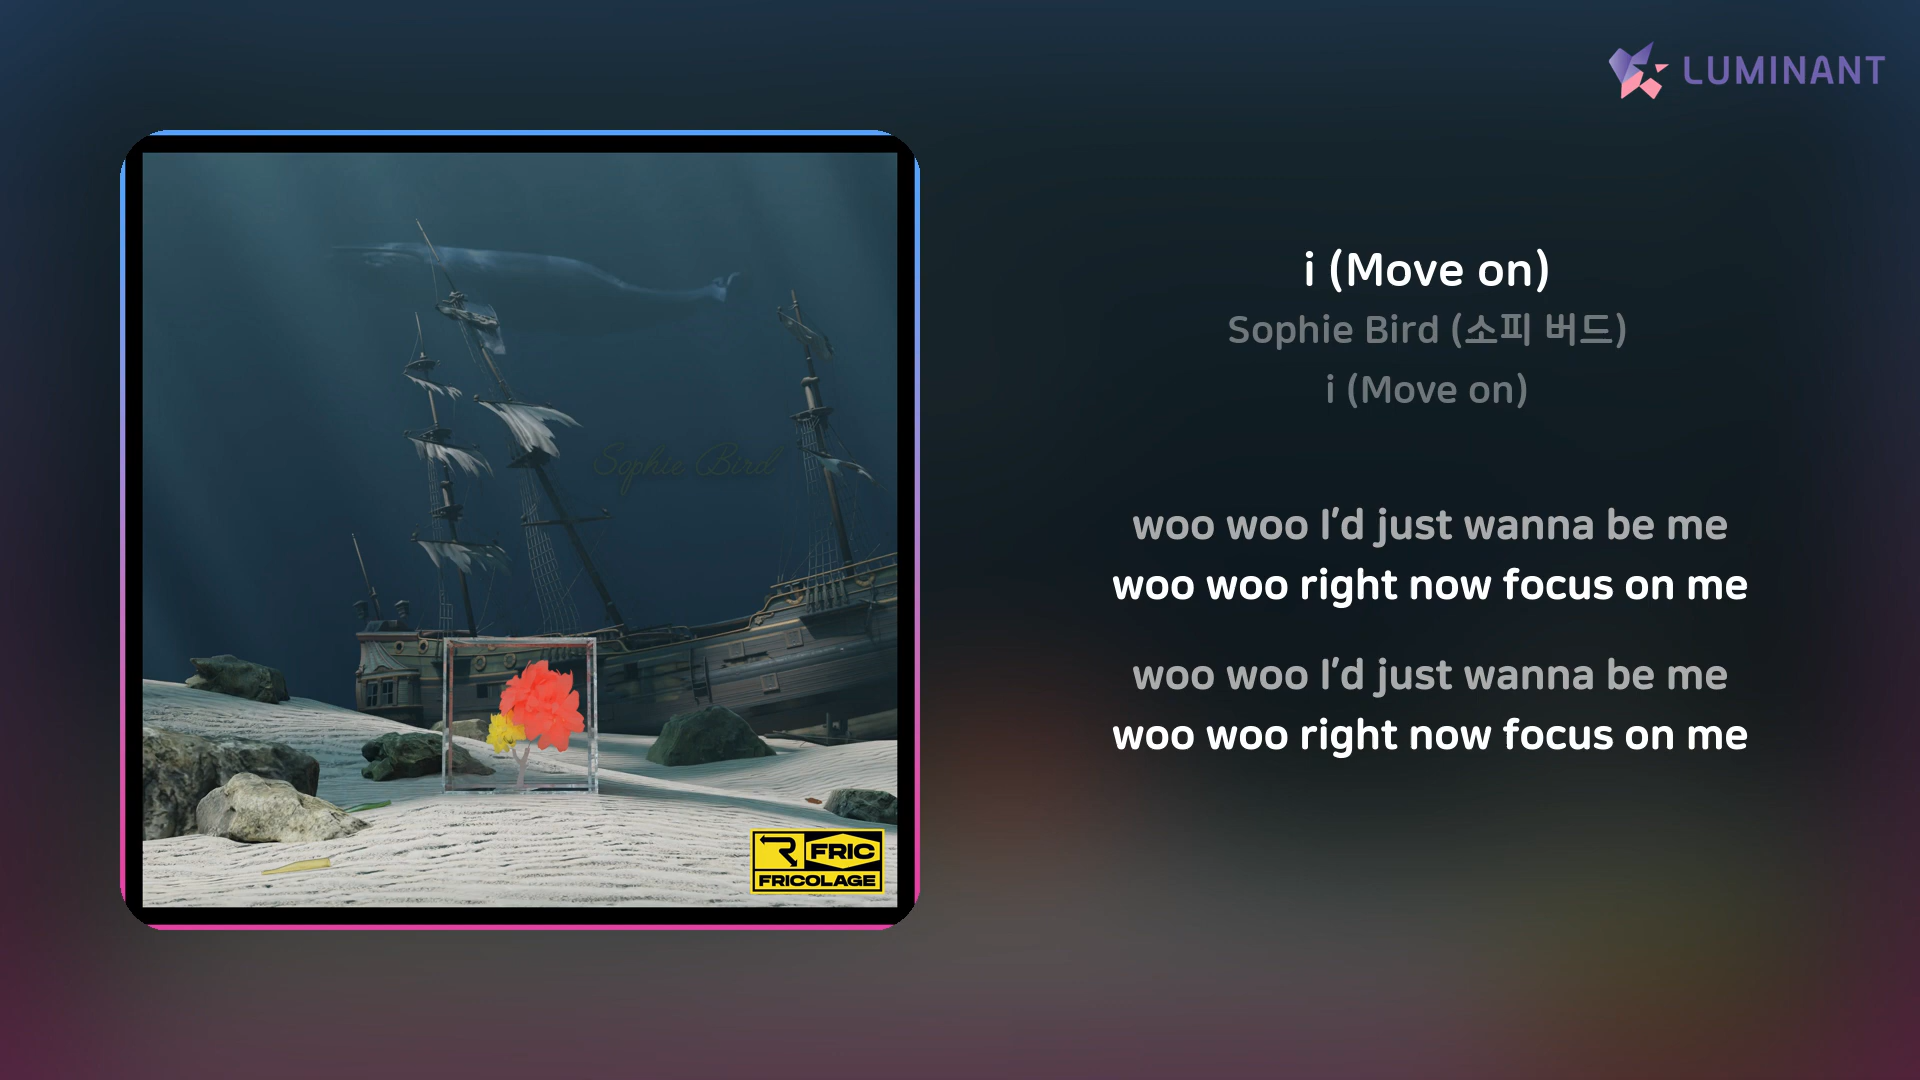 LUMINANT
i (Move on)
Sophie Bird (소피 버드)
i (Move on)
Sophie Bird
woo woo I'd just wanna be me
woo woo right now focus on me
woo woo I'd just wanna be me
woo woo right now focus on me
R FRIC
FRICOLAGE